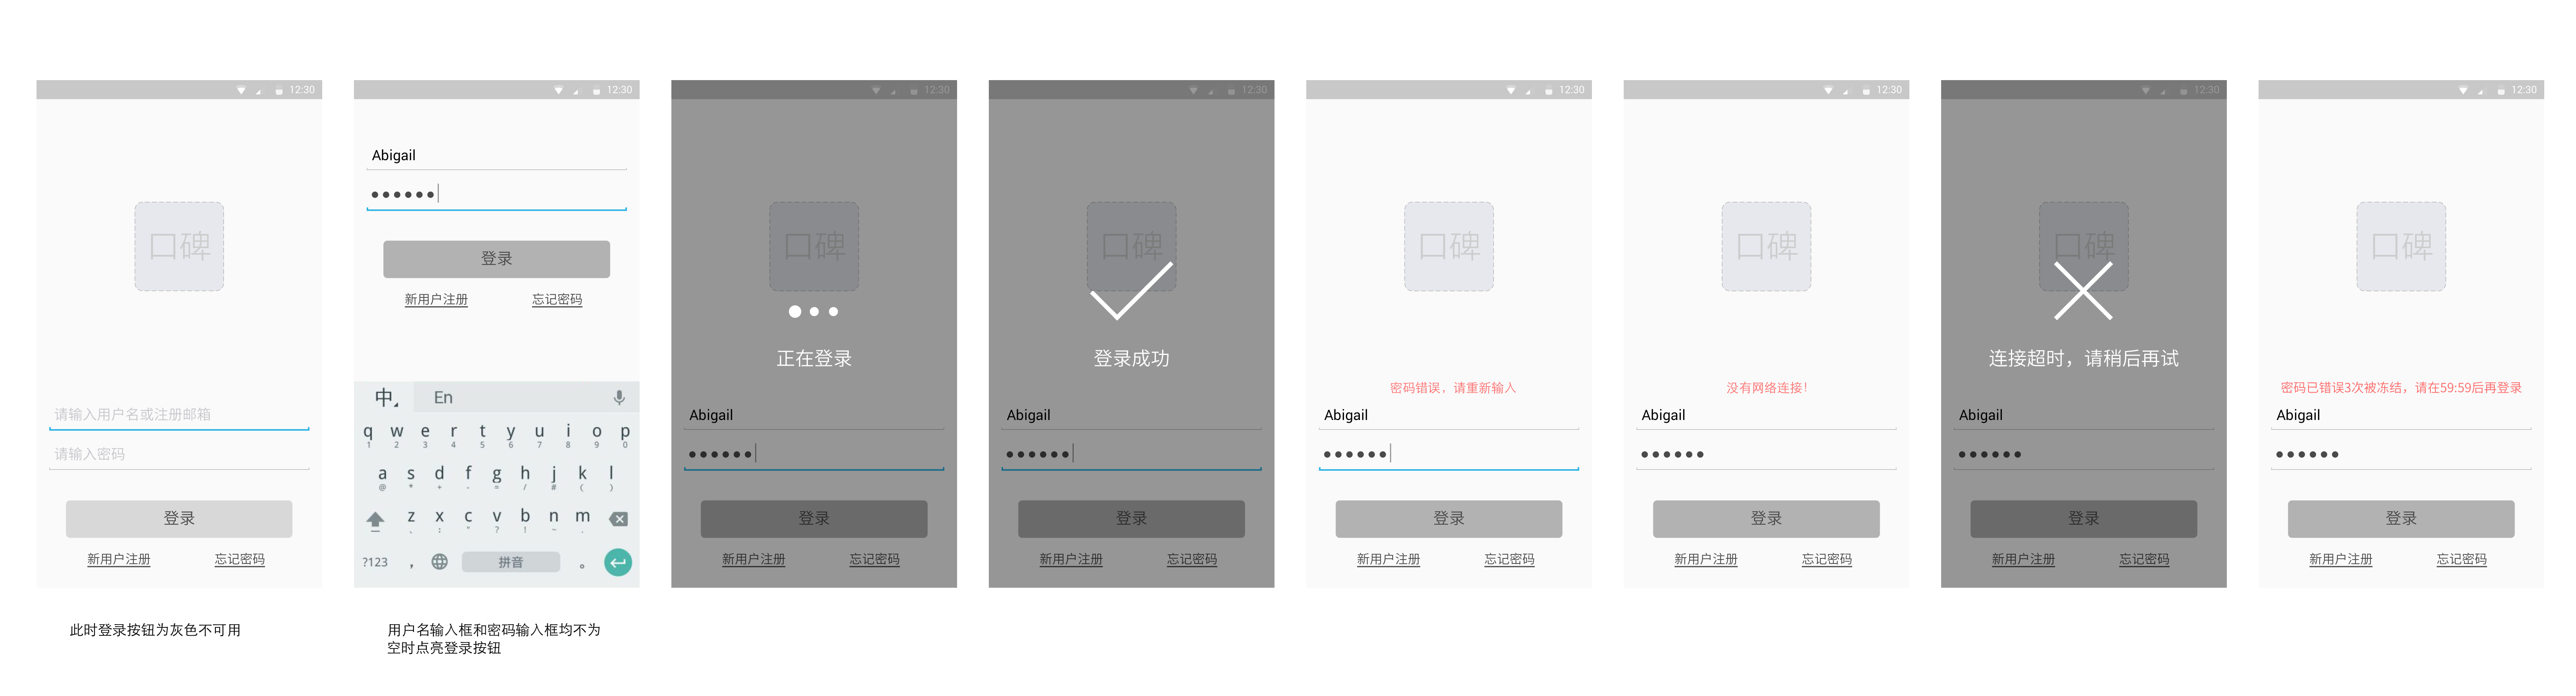 12:30
口碑
请输入用户名或注册邮箱
请输入密码
登录
新用户注册 忘记密码
此时登录按钮为灰色不可用
12:30
Abigail
登录
新用户注册 忘记密码
中 En
q w e r t y u i o p
1 2 3 4 5 6 7 8 9 0
a s d f g h j k l
@ * + - = / # ( )
z x c v b n m
、 : " ? ! ~ .
?123 , 拼音 。
用户名输入框和密码输入框均不为
空时点亮登录按钮
12:30
口碑
正在登录
Abigail
登录
新用户注册 忘记密码
12:30
口碑
登录成功
Abigail
登录
新用户注册 忘记密码
12:30
口碑
密码错误，请重新输入
Abigail
登录
新用户注册 忘记密码
12:30
口碑
没有网络连接！
Abigail
登录
新用户注册 忘记密码
12:30
口碑
连接超时，请稍后再试
Abigail
登录
新用户注册 忘记密码
12:30
口碑
密码已错误3次被冻结，请在59:59后再登录
Abigail
登录
新用户注册 忘记密码